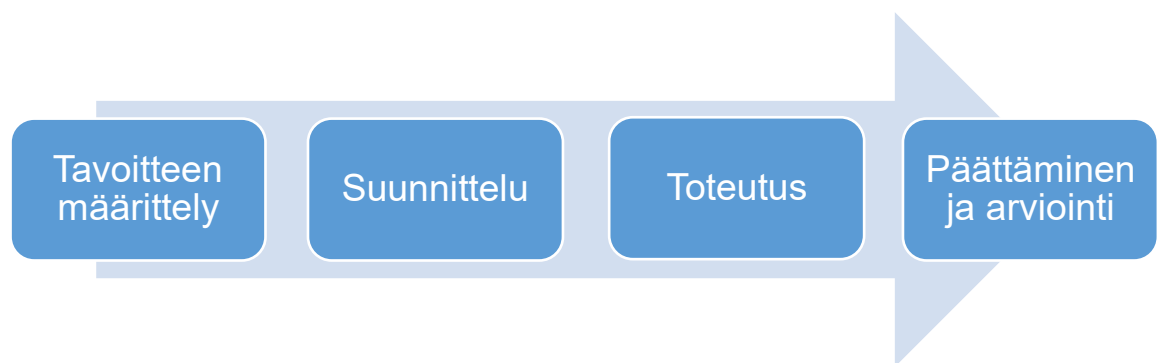 Tavoitteen
määrittely
Suunnittelu
Toteutus
Päättäminen
ja arviointi